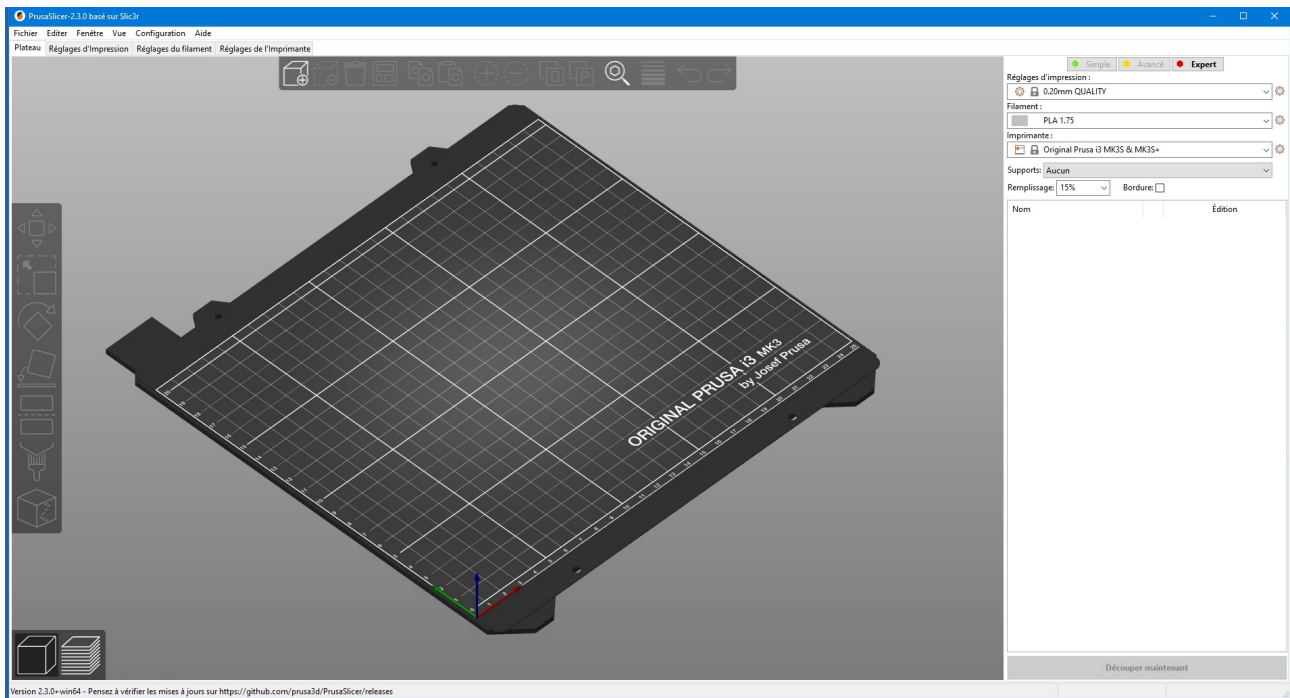 PrusaSlicer-2.3.0 basé sur Slic3r
Fichier Editer Fenêtre Vue Configuration Aide
Plateau Réglages d'Impression Réglages du filament Réglages de l'Imprimante
Simple Avancé Expert
Réglages d'impression :
0.20mm QUALITY
Filament :
PLA 1.75
Imprimante :
Original Prusa i3 MK3S & MK3S+
Supports: Aucun
Remplissage: 15% Bordure:
Nom Édition
ORIGINAL PRUSA i3 MK3
by Josef Prusa
Découper maintenant
Version 2.3.0+win64 - Pensez à vérifier les mises à jours sur https://github.com/prusa3d/PrusaSlicer/releases